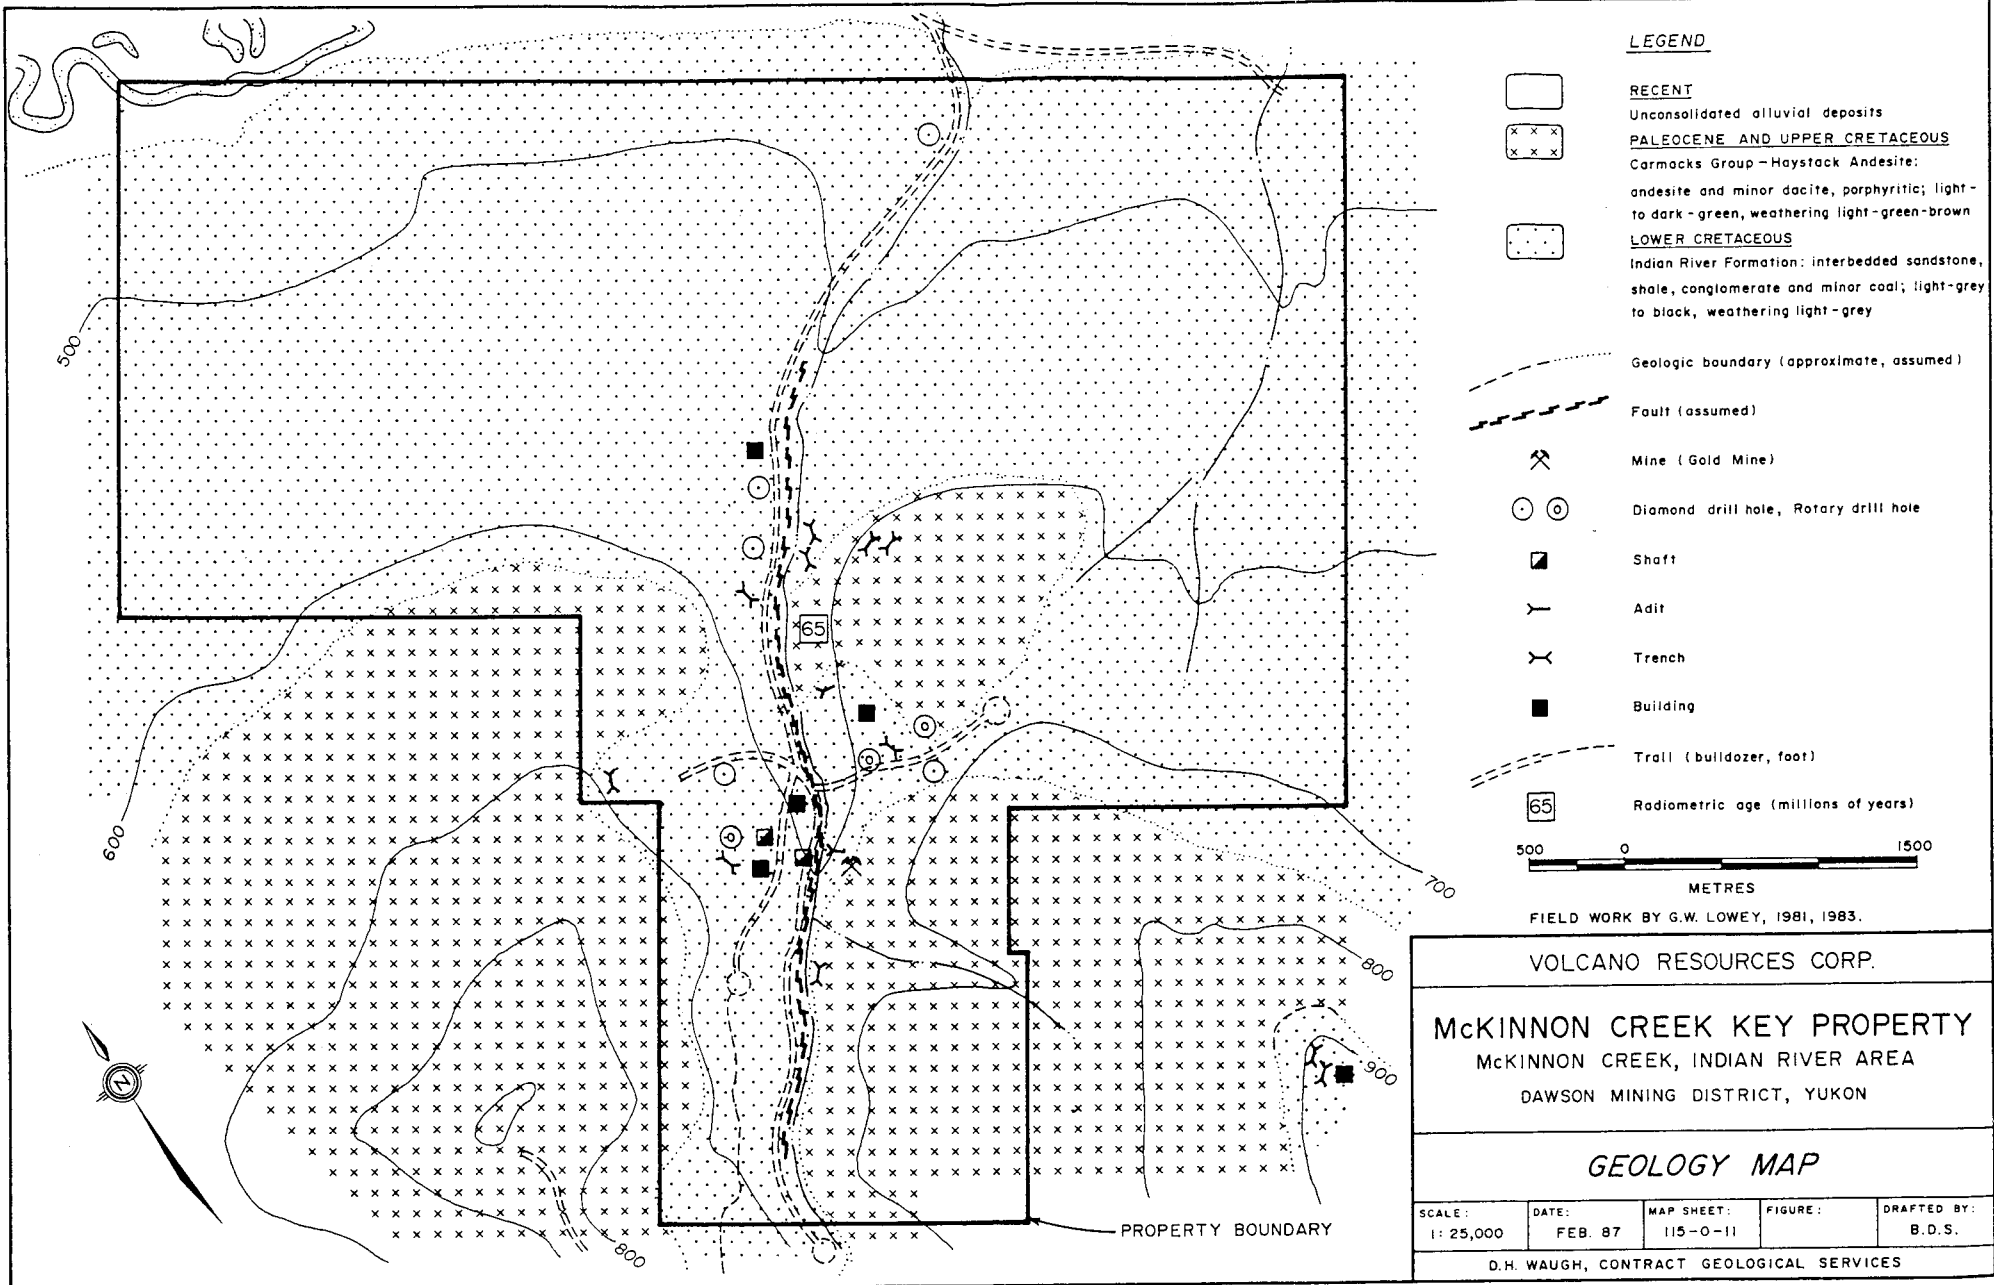 LEGEND
RECENT
Unconsolidated alluvial deposits
PALEOCENE AND UPPER CRETACEOUS
Carmacks Group – Haystack Andesite:
andesite and minor dacite, porphyritic; light-
to dark-green, weathering light-green-brown
LOWER CRETACEOUS
Indian River Formation: interbedded sandstone,
shale, conglomerate and minor coal; light-grey
to black, weathering light-grey
Geologic boundary (approximate, assumed)
Fault (assumed)
Mine (Gold Mine)
Diamond drill hole, Rotary drill hole
Shaft
Adit
Trench
Building
Trail (bulldozer, foot)
65 Radiometric age (millions of years)
500 0 1500
METRES
FIELD WORK BY G.W. LOWEY, 1981, 1983.
VOLCANO RESOURCES CORP.
McKINNON CREEK KEY PROPERTY
McKINNON CREEK, INDIAN RIVER AREA
DAWSON MINING DISTRICT, YUKON
GEOLOGY MAP
SCALE: 1:25,000
DATE: FEB. 87
MAP SHEET: 115-O-11
FIGURE:
DRAFTED BY: B.D.S.
D.H. WAUGH, CONTRACT GEOLOGICAL SERVICES
500
600
65
700
800
900
800
N
PROPERTY BOUNDARY